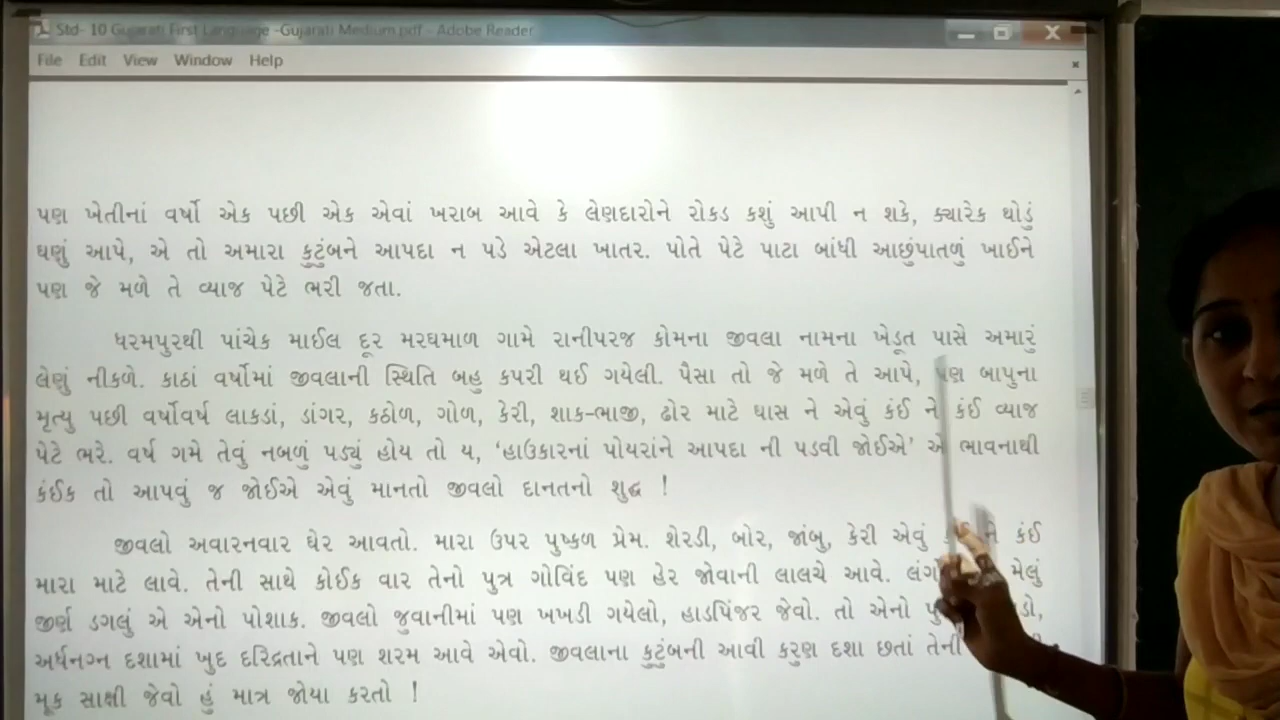 Std- 10 Gujarati First Language -Gujarati Medium.pdf - Adobe Reader
File Edit View Window Help
પણ ખેતીનાં વર્ષો એક પછી એક એવાં ખરાબ આવે કે લેણદારોને રોકડ કશું આપી ન શકે, ક્યારેક થોડું
ઘણું આપે, એ તો અમારા કુટુંબને આપદા ન પડે એટલા ખાતર. પોતે પેટે પાટા બાંધી આછુંપાતળું ખાઈને
પણ જે મળે તે વ્યાજ પેટે ભરી જતા.
ધરમપુરથી પાંચેક માઈલ દૂર મરઘમાળ ગામે રાનીપરજ કોમના જીવલા નામના ખેડૂત પાસે અમારું
લેણું નીકળે. કાઠાં વર્ષોમાં જીવલાની સ્થિતિ બહુ કપરી થઈ ગયેલી. પૈસા તો જે મળે તે આપે, પણ બાપુના
મૃત્યુ પછી વર્ષોવર્ષ લાકડાં, ડાંગર, કઠોળ, ગોળ, કેરી, શાક-ભાજી, ઢોર માટે ઘાસ ને એવું કંઈ ને કંઈ વ્યાજ
પેટે ભરે. વર્ષ ગમે તેવું નબળું પડ્યું હોય તો ય, ‘હાઉકારનાં પોયરાંને આપદા ની પડવી જોઈએ’ એ ભાવનાથી
કંઈક તો આપવું જ જોઈએ એવું માનતો જીવલો દાનતનો શુદ્ધ !
જીવલો અવારનવાર ઘેર આવતો. મારા ઉપર પુષ્કળ પ્રેમ. શેરડી, બોર, જાંબુ, કેરી એવું ને કંઈ
મારા માટે લાવે. તેની સાથે કોઈક વાર તેનો પુત્ર ગોવિંદ પણ હેર જોવાની લાલચે આવે. મેલું
જીર્ણ ડગલું એ એનો પોશાક. જીવલો જુવાનીમાં પણ ખખડી ગયેલો, હાડપિંજર જેવો. તો એનો
અર્ધનગ્ન દશામાં ખુદ દરિદ્રતાને પણ શરમ આવે એવો. જીવલાના કુટુંબની આવી કરુણ દશા છતાં તેની
મૂક સાક્ષી જેવો હું માત્ર જોયા કરતો !